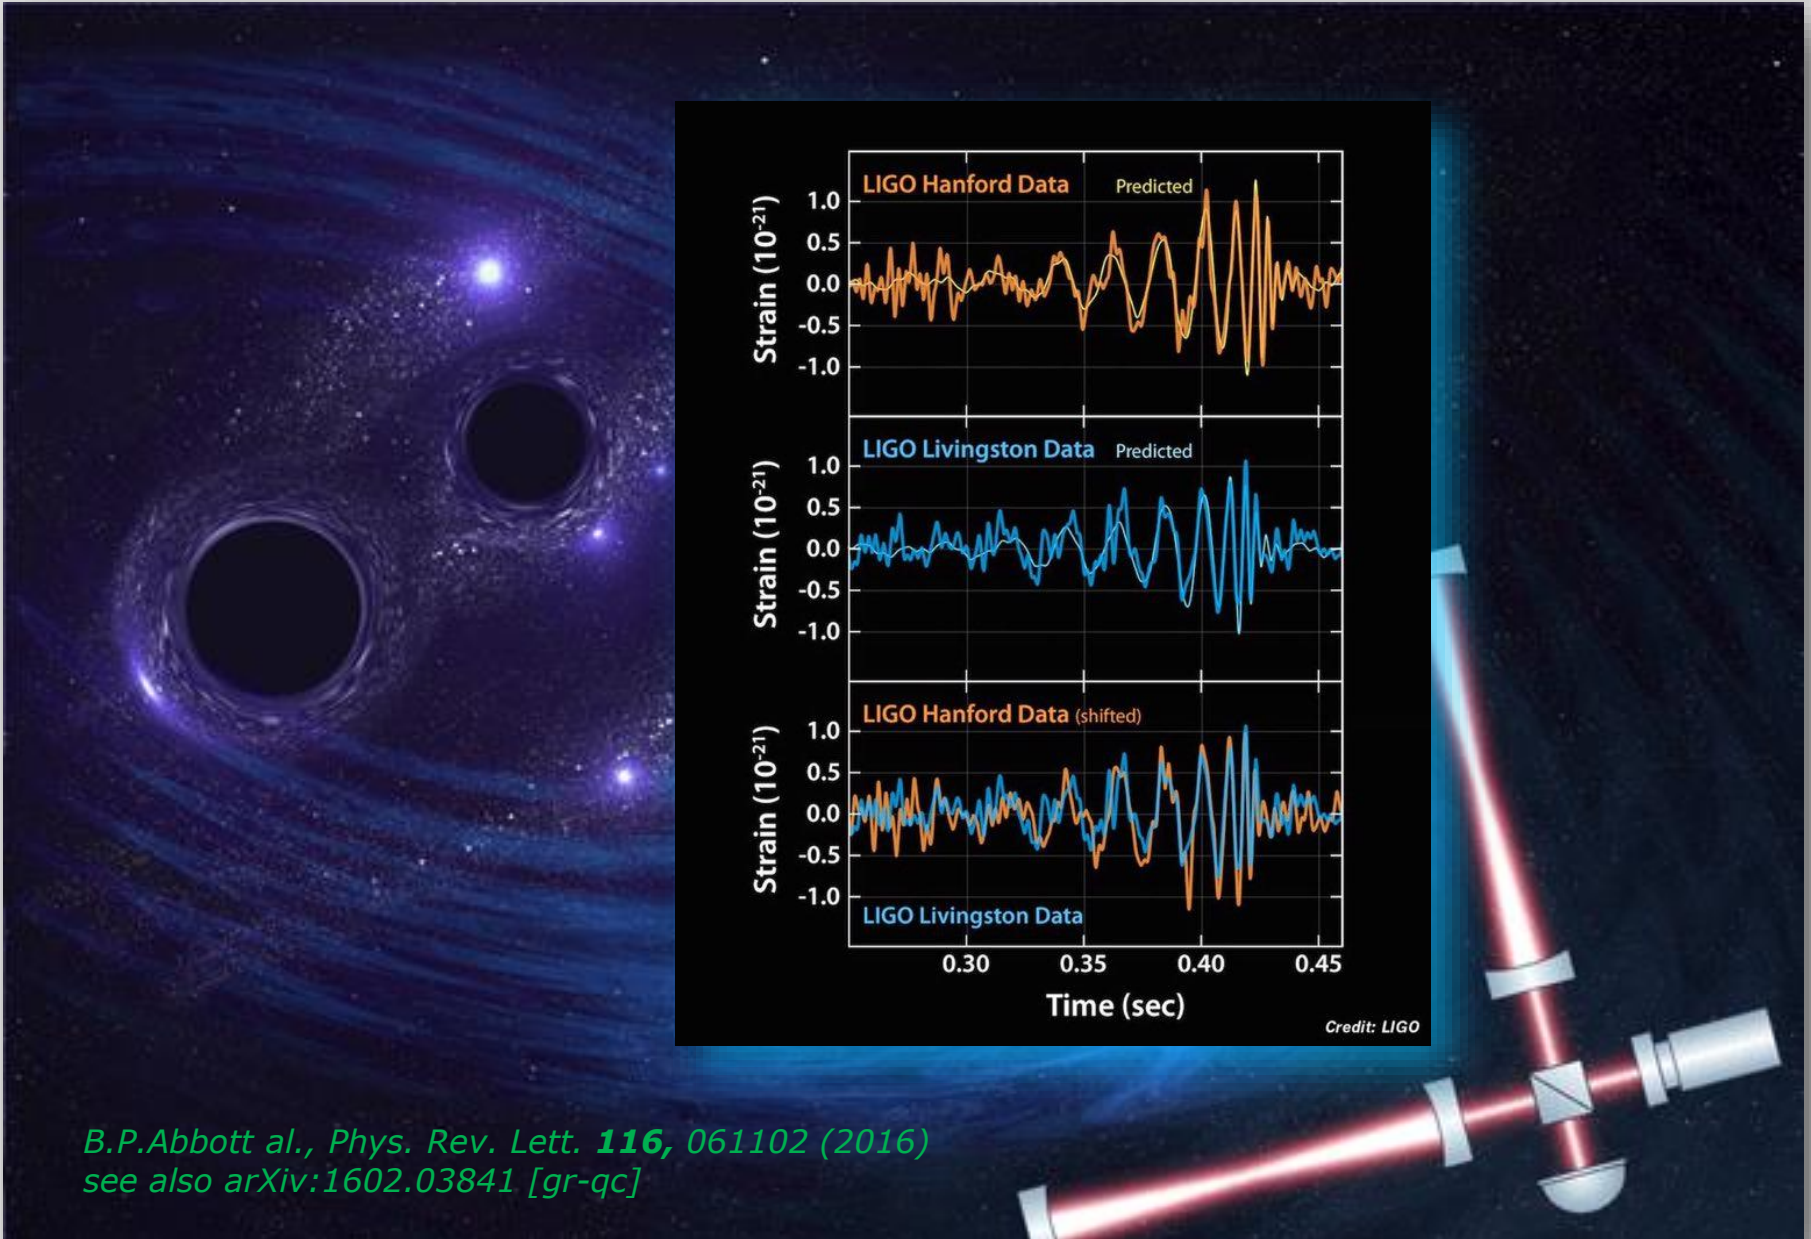 LIGO Hanford Data Predicted
1.0
0.5
0.0
-0.5
-1.0
Strain (10⁻²¹)
LIGO Livingston Data Predicted
1.0
0.5
0.0
-0.5
-1.0
Strain (10⁻²¹)
LIGO Hanford Data (shifted)
1.0
0.5
0.0
-0.5
-1.0
Strain (10⁻²¹)
LIGO Livingston Data
0.30 0.35 0.40 0.45
Time (sec)
Credit: LIGO
B.P.Abbott al., Phys. Rev. Lett. 116, 061102 (2016)
see also arXiv:1602.03841 [gr-qc]